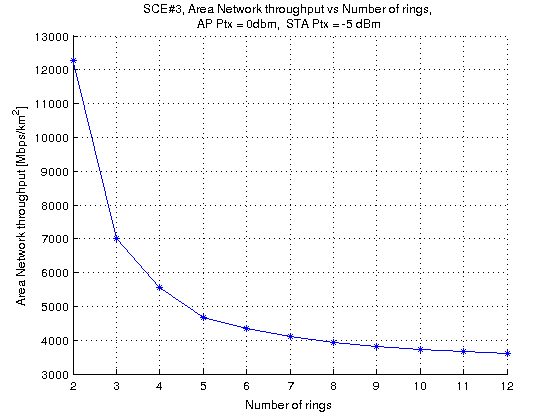 SCE#3, Area Network throughput vs Number of rings,
AP Ptx = 0dbm, STA Ptx = -5 dBm
Area Network throughput [Mbps/km²]
13000
12000
11000
10000
9000
8000
7000
6000
5000
4000
3000
2 3 4 5 6 7 8 9 10 11 12
Number of rings